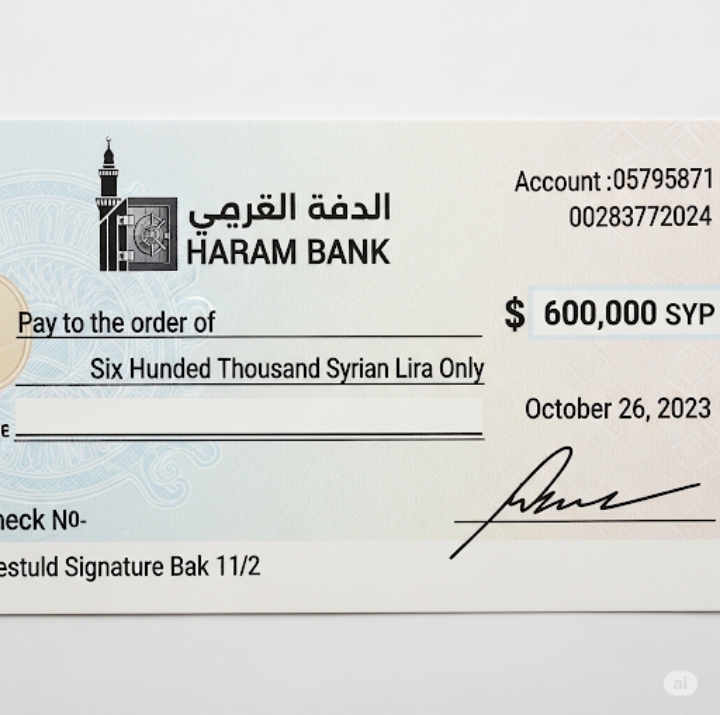 الدفة القرمي
HARAM BANK
Account :05795871
00283772024
Pay to the order of
$ 600,000 SYP
Six Hunded Thousand Syrian Lira Only
October 26, 2023
E
heck N0-
estuld Signature Bak 11/2
ai